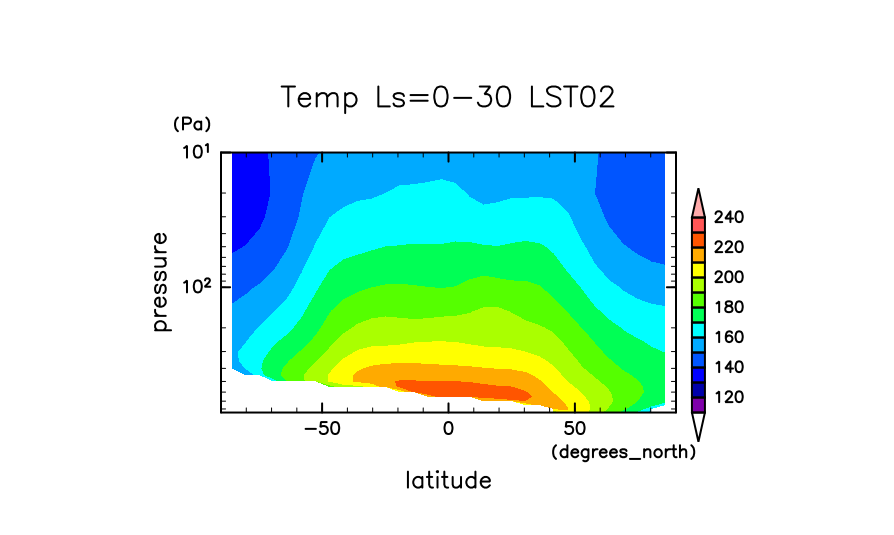 Temp Ls=0−30 LST02
(Pa)
10¹
10²
pressure
−50 0 50
(degrees_north)
latitude
240
220
200
180
160
140
120